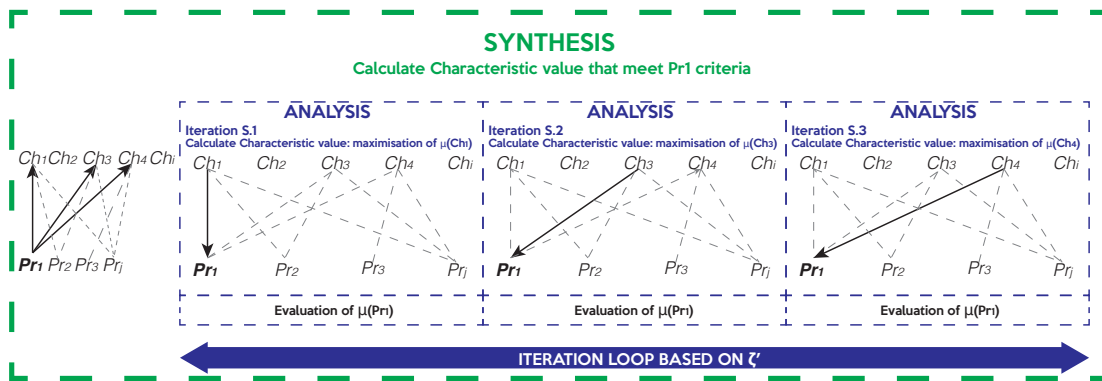 SYNTHESIS
Calculate Characteristic value that meet Pr1 criteria
Ch1 Ch2 Ch3 Ch4 Chi
Pr1 Pr2 Pr3 Prj
ANALYSIS
Iteration S.1
Calculate Characteristic value: maximisation of μ(Ch1)
Ch1 Ch2 Ch3 Ch4 Chi
Pr1 Pr2 Pr3 Prj
Evaluation of μ(Pr1)
ANALYSIS
Iteration S.2
Calculate Characteristic value: maximisation of μ(Ch3)
Ch1 Ch2 Ch3 Ch4 Chi
Pr1 Pr2 Pr3 Prj
Evaluation of μ(Pr1)
ANALYSIS
Iteration S.3
Calculate Characteristic value: maximisation of μ(Ch4)
Ch1 Ch2 Ch3 Ch4 Chi
Pr1 Pr2 Pr3 Prj
Evaluation of μ(Pr1)
ITERATION LOOP BASED ON ζ'